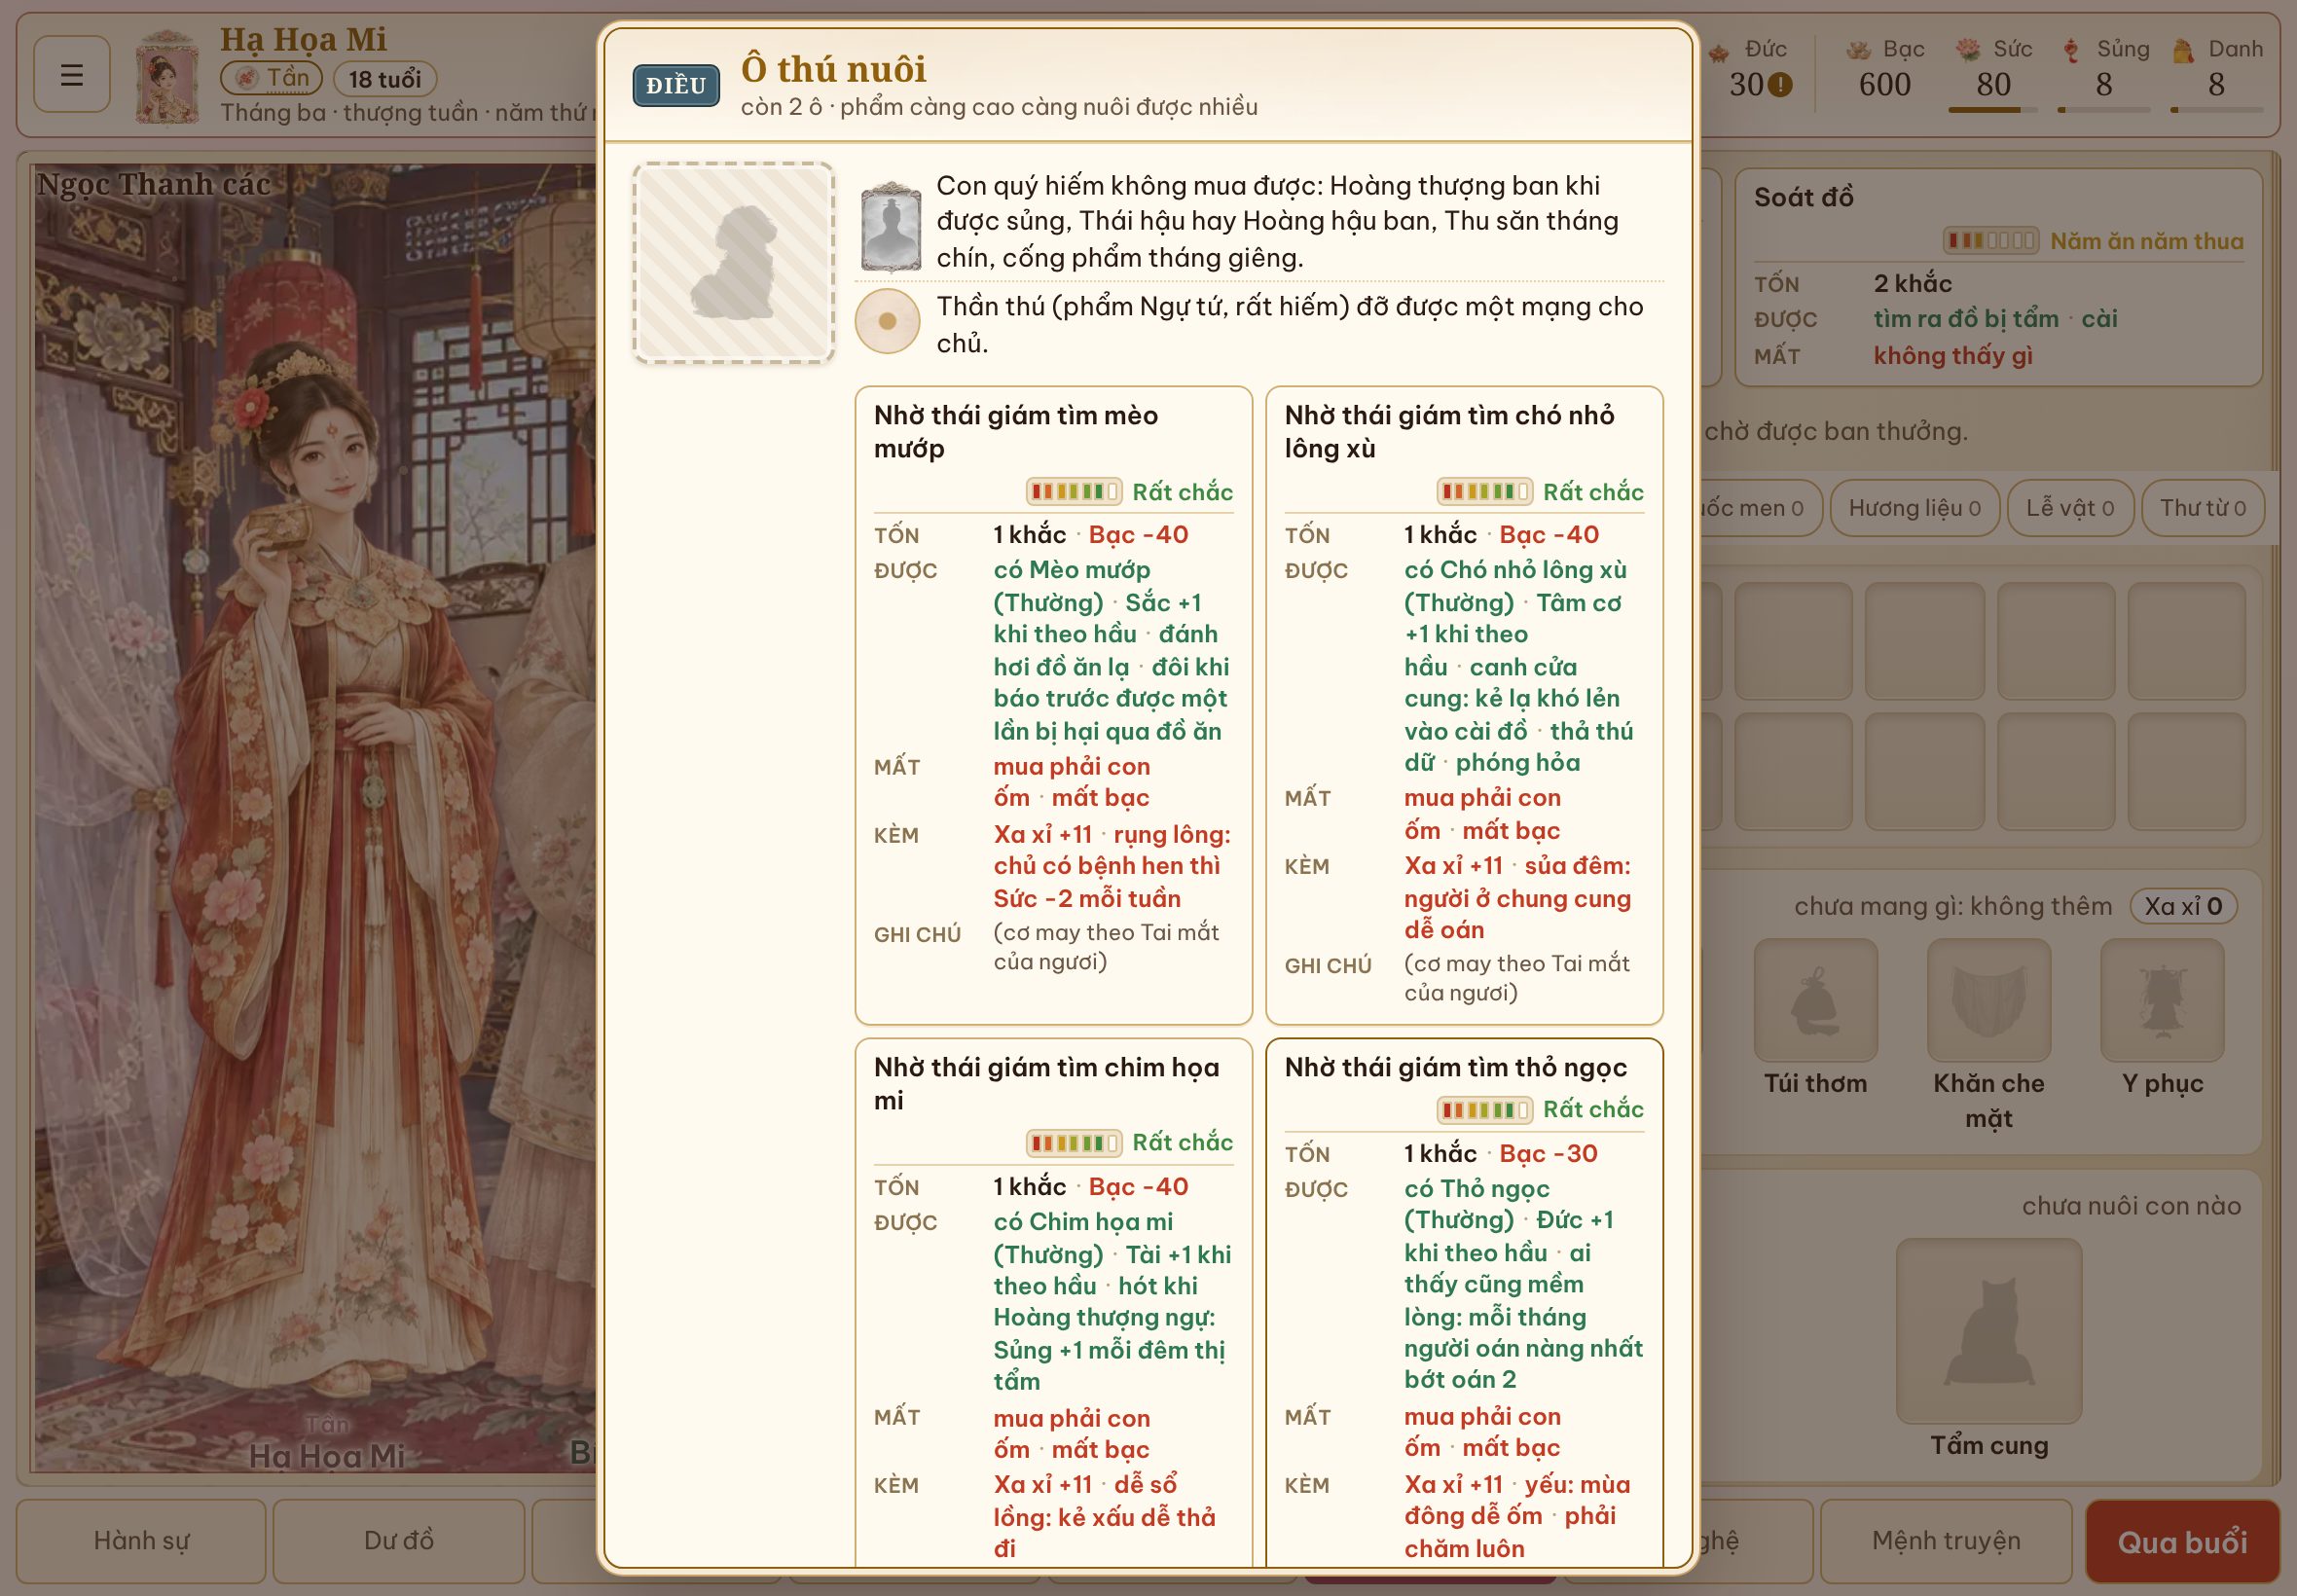 Hạ Họa Mi
Tần
18 tuổi
Tháng ba · thượng tuần · năm thứ
Đức
30
Bạc
600
Sức
80
Sủng
8
Danh
8
Ngọc Thanh các
Tần
Hạ Họa Mi
ĐIỀU
Ô thú nuôi
còn 2 ô · phẩm càng cao càng nuôi được nhiều
Con quý hiếm không mua được: Hoàng thượng ban khi
được sủng, Thái hậu hay Hoàng hậu ban, Thu săn tháng
chín, cống phẩm tháng giêng.
Thần thú (phẩm Ngự tứ, rất hiếm) đỡ được một mạng cho
chủ.
Nhờ thái giám tìm mèo
mướp
Rất chắc
TỐN
1 khắc · Bạc -40
ĐƯỢC
có Mèo mướp
(Thường) · Sắc +1
khi theo hầu · đánh
hơi đồ ăn lạ · đôi khi
báo trước được một
lần bị hại qua đồ ăn
MẤT
mua phải con
ốm · mất bạc
KÈM
Xa xỉ +11 · rụng lông:
chủ có bệnh hen thì
Sức -2 mỗi tuần
GHI CHÚ
(cơ may theo Tai mắt
của ngươi)
Nhờ thái giám tìm chó nhỏ
lông xù
Rất chắc
TỐN
1 khắc · Bạc -40
ĐƯỢC
có Chó nhỏ lông xù
(Thường) · Tâm cơ
+1 khi theo
hầu · canh cửa
cung: kẻ lạ khó lẻn
vào cài đồ · thả thú
dữ · phóng hỏa
MẤT
mua phải con
ốm · mất bạc
KÈM
Xa xỉ +11 · sủa đêm:
người ở chung cung
dễ oán
GHI CHÚ
(cơ may theo Tai mắt
của ngươi)
Nhờ thái giám tìm chim họa
mi
Rất chắc
TỐN
1 khắc · Bạc -40
ĐƯỢC
có Chim họa mi
(Thường) · Tài +1 khi
theo hầu · hót khi
Hoàng thượng ngự:
Sủng +1 mỗi đêm thị
tẩm
MẤT
mua phải con
ốm · mất bạc
KÈM
Xa xỉ +11 · dễ sổ
lồng: kẻ xấu dễ thả
đi
Nhờ thái giám tìm thỏ ngọc
Rất chắc
TỐN
1 khắc · Bạc -30
ĐƯỢC
có Thỏ ngọc
(Thường) · Đức +1
khi theo hầu · ai
thấy cũng mềm
lòng: mỗi tháng
người oán nàng nhất
bớt oán 2
MẤT
mua phải con
ốm · mất bạc
KÈM
Xa xỉ +11 · yếu: mùa
đông dễ ốm · phải
chăm luôn
Soát đồ
Năm ăn năm thua
TỐN
2 khắc
ĐƯỢC
tìm ra đồ bị tẩm · cài
MẤT
không thấy gì
chờ được ban thưởng.
men 0
Hương liệu 0
Lễ vật 0
Thư từ 0
chưa mang gì: không thêm
Xa xỉ 0
Túi thơm
Khăn che
mặt
Y phục
chưa nuôi con nào
Tẩm cung
Hành sự
Dư đồ
Mệnh truyện
Qua buổi